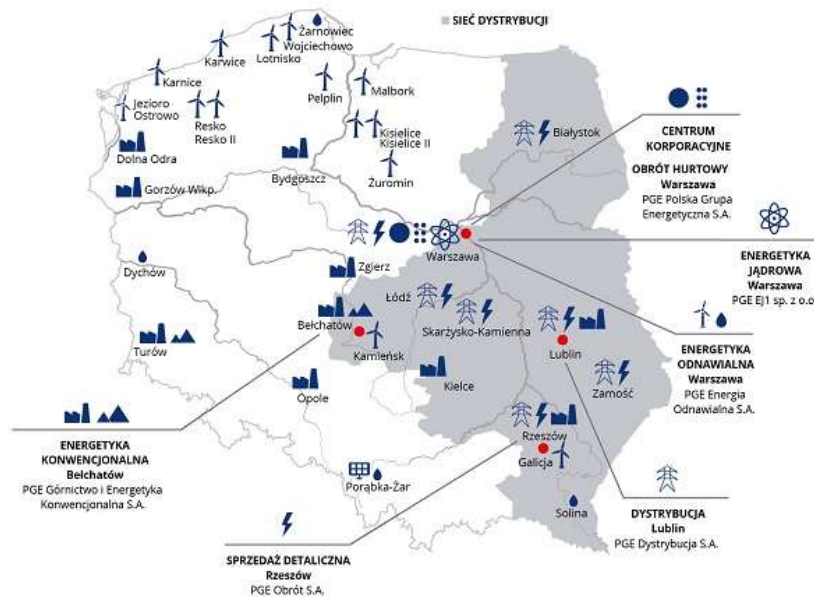 SIEĆ DYSTRYBUCJI
Żarnowiec
Wojciechowo
Lotnisko
Karwice
Karnice
Pelplin
Malbork
Jezioro
Ostrowo
Resko
Resko II
Kisielice
Kisielice II
Białystok
Dolna Odra
Bydgoszcz
Żuromin
Gorzów Wlkp.
CENTRUM
KORPORACYJNE
OBRÓT HURTOWY
Warszawa
PGE Polska Grupa
Energetyczna S.A.
Warszawa
Dychów
Zgierz
ENERGETYKA
JĄDROWA
Warszawa
PGE EJ1 sp. z o.o
Łódź
Bełchatów
Skarżysko-Kamienna
Turów
Kamieńsk
Lublin
ENERGETYKA
ODNAWIALNA
Warszawa
PGE Energia
Odnawialna S.A.
Opole
Kielce
Zamość
Rzeszów
Galicja
ENERGETYKA
KONWENCJONALNA
Bełchatów
PGE Górnictwo i Energetyka
Konwencjonalna S.A.
Porąbka-Żar
Solina
DYSTRYBUCJA
Lublin
PGE Dystrybucja S.A.
SPRZEDAŻ DETALICZNA
Rzeszów
PGE Obrót S.A.